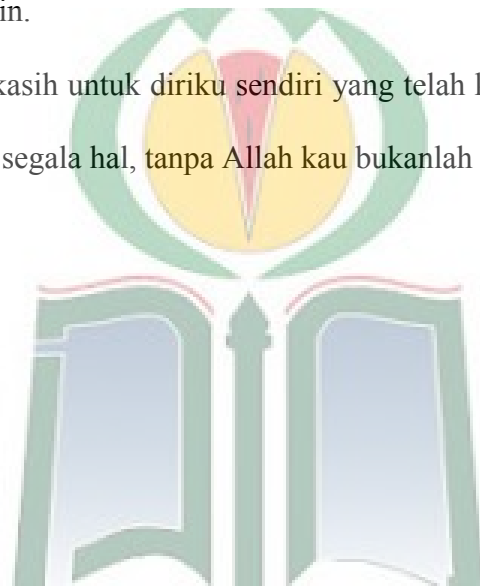 in.
kasih untuk diriku sendiri yang telah
segala hal, tanpa Allah kau bukanlah